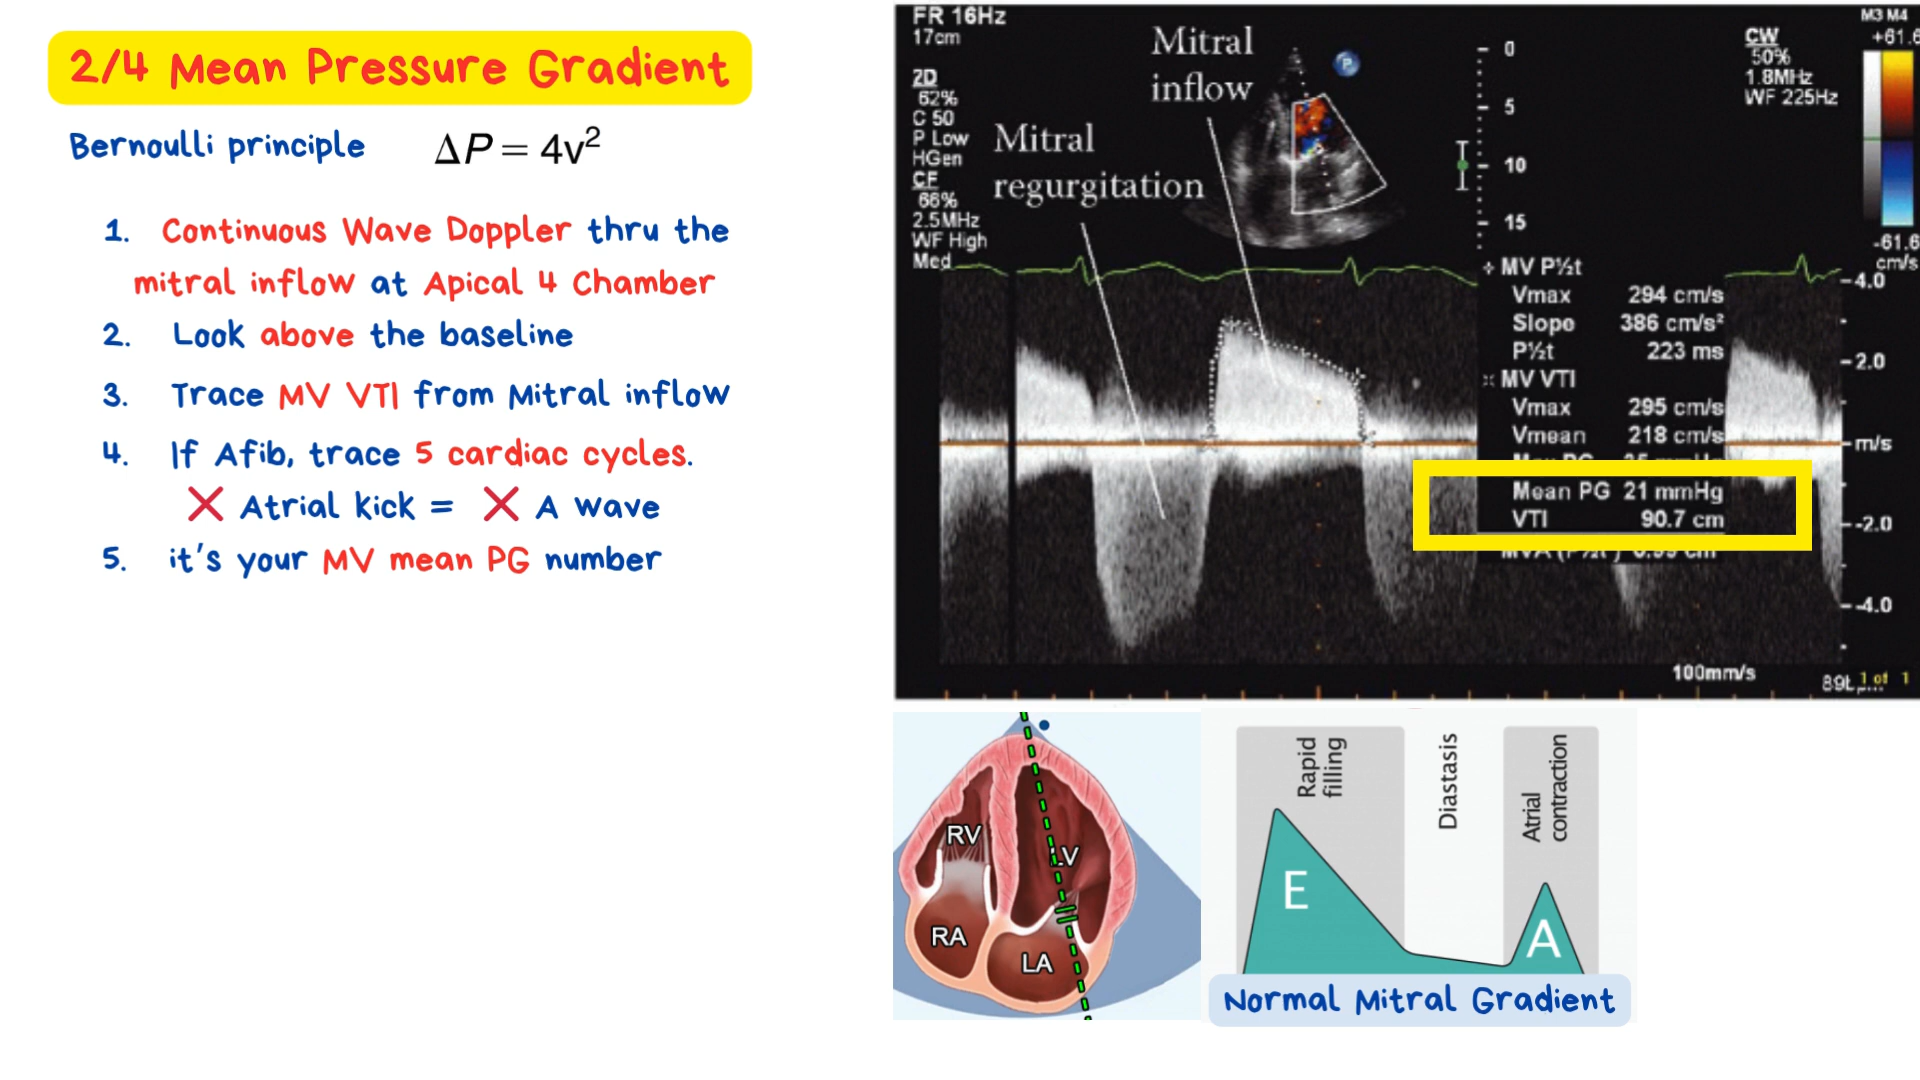 2/4 Mean Pressure Gradient
Bernoulli principle ΔP = 4v²
1. Continuous Wave Doppler thru the
mitral inflow at Apical 4 Chamber
2. Look above the baseline
3. Trace MV VTI from Mitral inflow
4. If Afib, trace 5 cardiac cycles.
❌ Atrial kick = ❌ A wave
5. it's your MV mean PG number
FR 16Hz
17cm
2D
62%
C 50
P Low
HGen
CF
66%
2.5MHz
WF High
Med
Mitral
inflow
Mitral
regurgitation
P
0
5
10
15
CW
50%
1.8MHz
WF 225Hz
M3 M4
+61.6
-61.6
cm/s
MV P½t
Vmax 294 cm/s
Slope 386 cm/s²
P½t 223 ms
MV VTI
Vmax 295 cm/s
Vmean 218 cm/s
Mean PG 21 mmHg
VTI 90.7 cm
-4.0
-2.0
m/s
-2.0
-4.0
100mm/s
1 of 1
RV
LV
RA
LA
Rapid
filling
Diastasis
Atrial
contraction
E
A
Normal Mitral Gradient